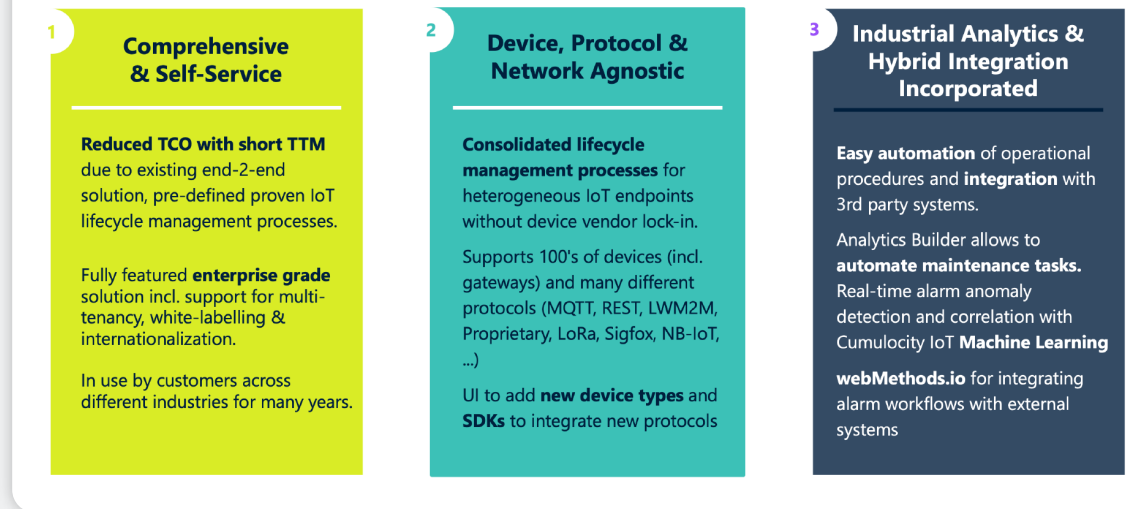 1
Comprehensive
& Self-Service
Reduced TCO with short TTM
due to existing end-2-end
solution, pre-defined proven IoT
lifecycle management processes.
Fully featured enterprise grade
solution incl. support for multi-
tenancy, white-labelling &
internationalization.
In use by customers across
different industries for many years.
2
Device, Protocol &
Network Agnostic
Consolidated lifecycle
management processes for
heterogeneous IoT endpoints
without device vendor lock-in.
Supports 100's of devices (incl.
gateways) and many different
protocols (MQTT, REST, LWM2M,
Proprietary, LoRa, Sigfox, NB-IoT,
...)
UI to add new device types and
SDKs to integrate new protocols
3
Industrial Analytics &
Hybrid Integration
Incorporated
Easy automation of operational
procedures and integration with
3rd party systems.
Analytics Builder allows to
automate maintenance tasks.
Real-time alarm anomaly
detection and correlation with
Cumulocity IoT Machine Learning
webMethods.io for integrating
alarm workflows with external
systems